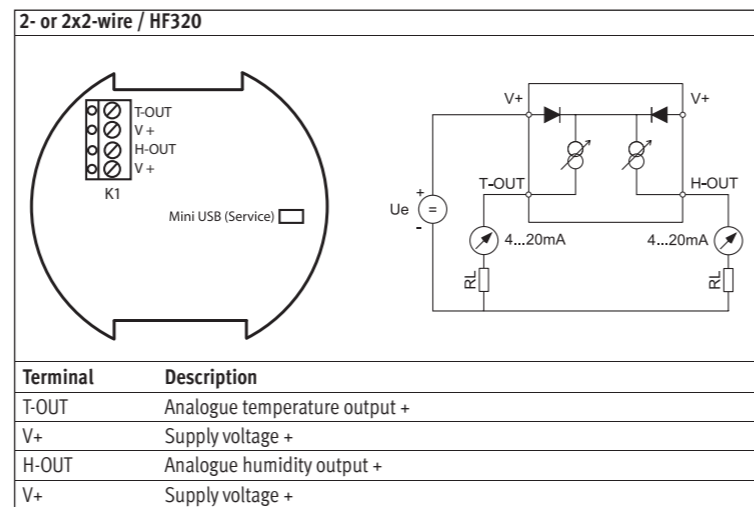 2- or 2x2-wire / HF320
T-OUT
V +
H-OUT
V +
K1
Mini USB (Service)
V+
V+
T-OUT
H-OUT
+
Ue
=
-
4...20mA
4...20mA
RL
RL
Terminal Description
T-OUT Analogue temperature output +
V+ Supply voltage +
H-OUT Analogue humidity output +
V+ Supply voltage +